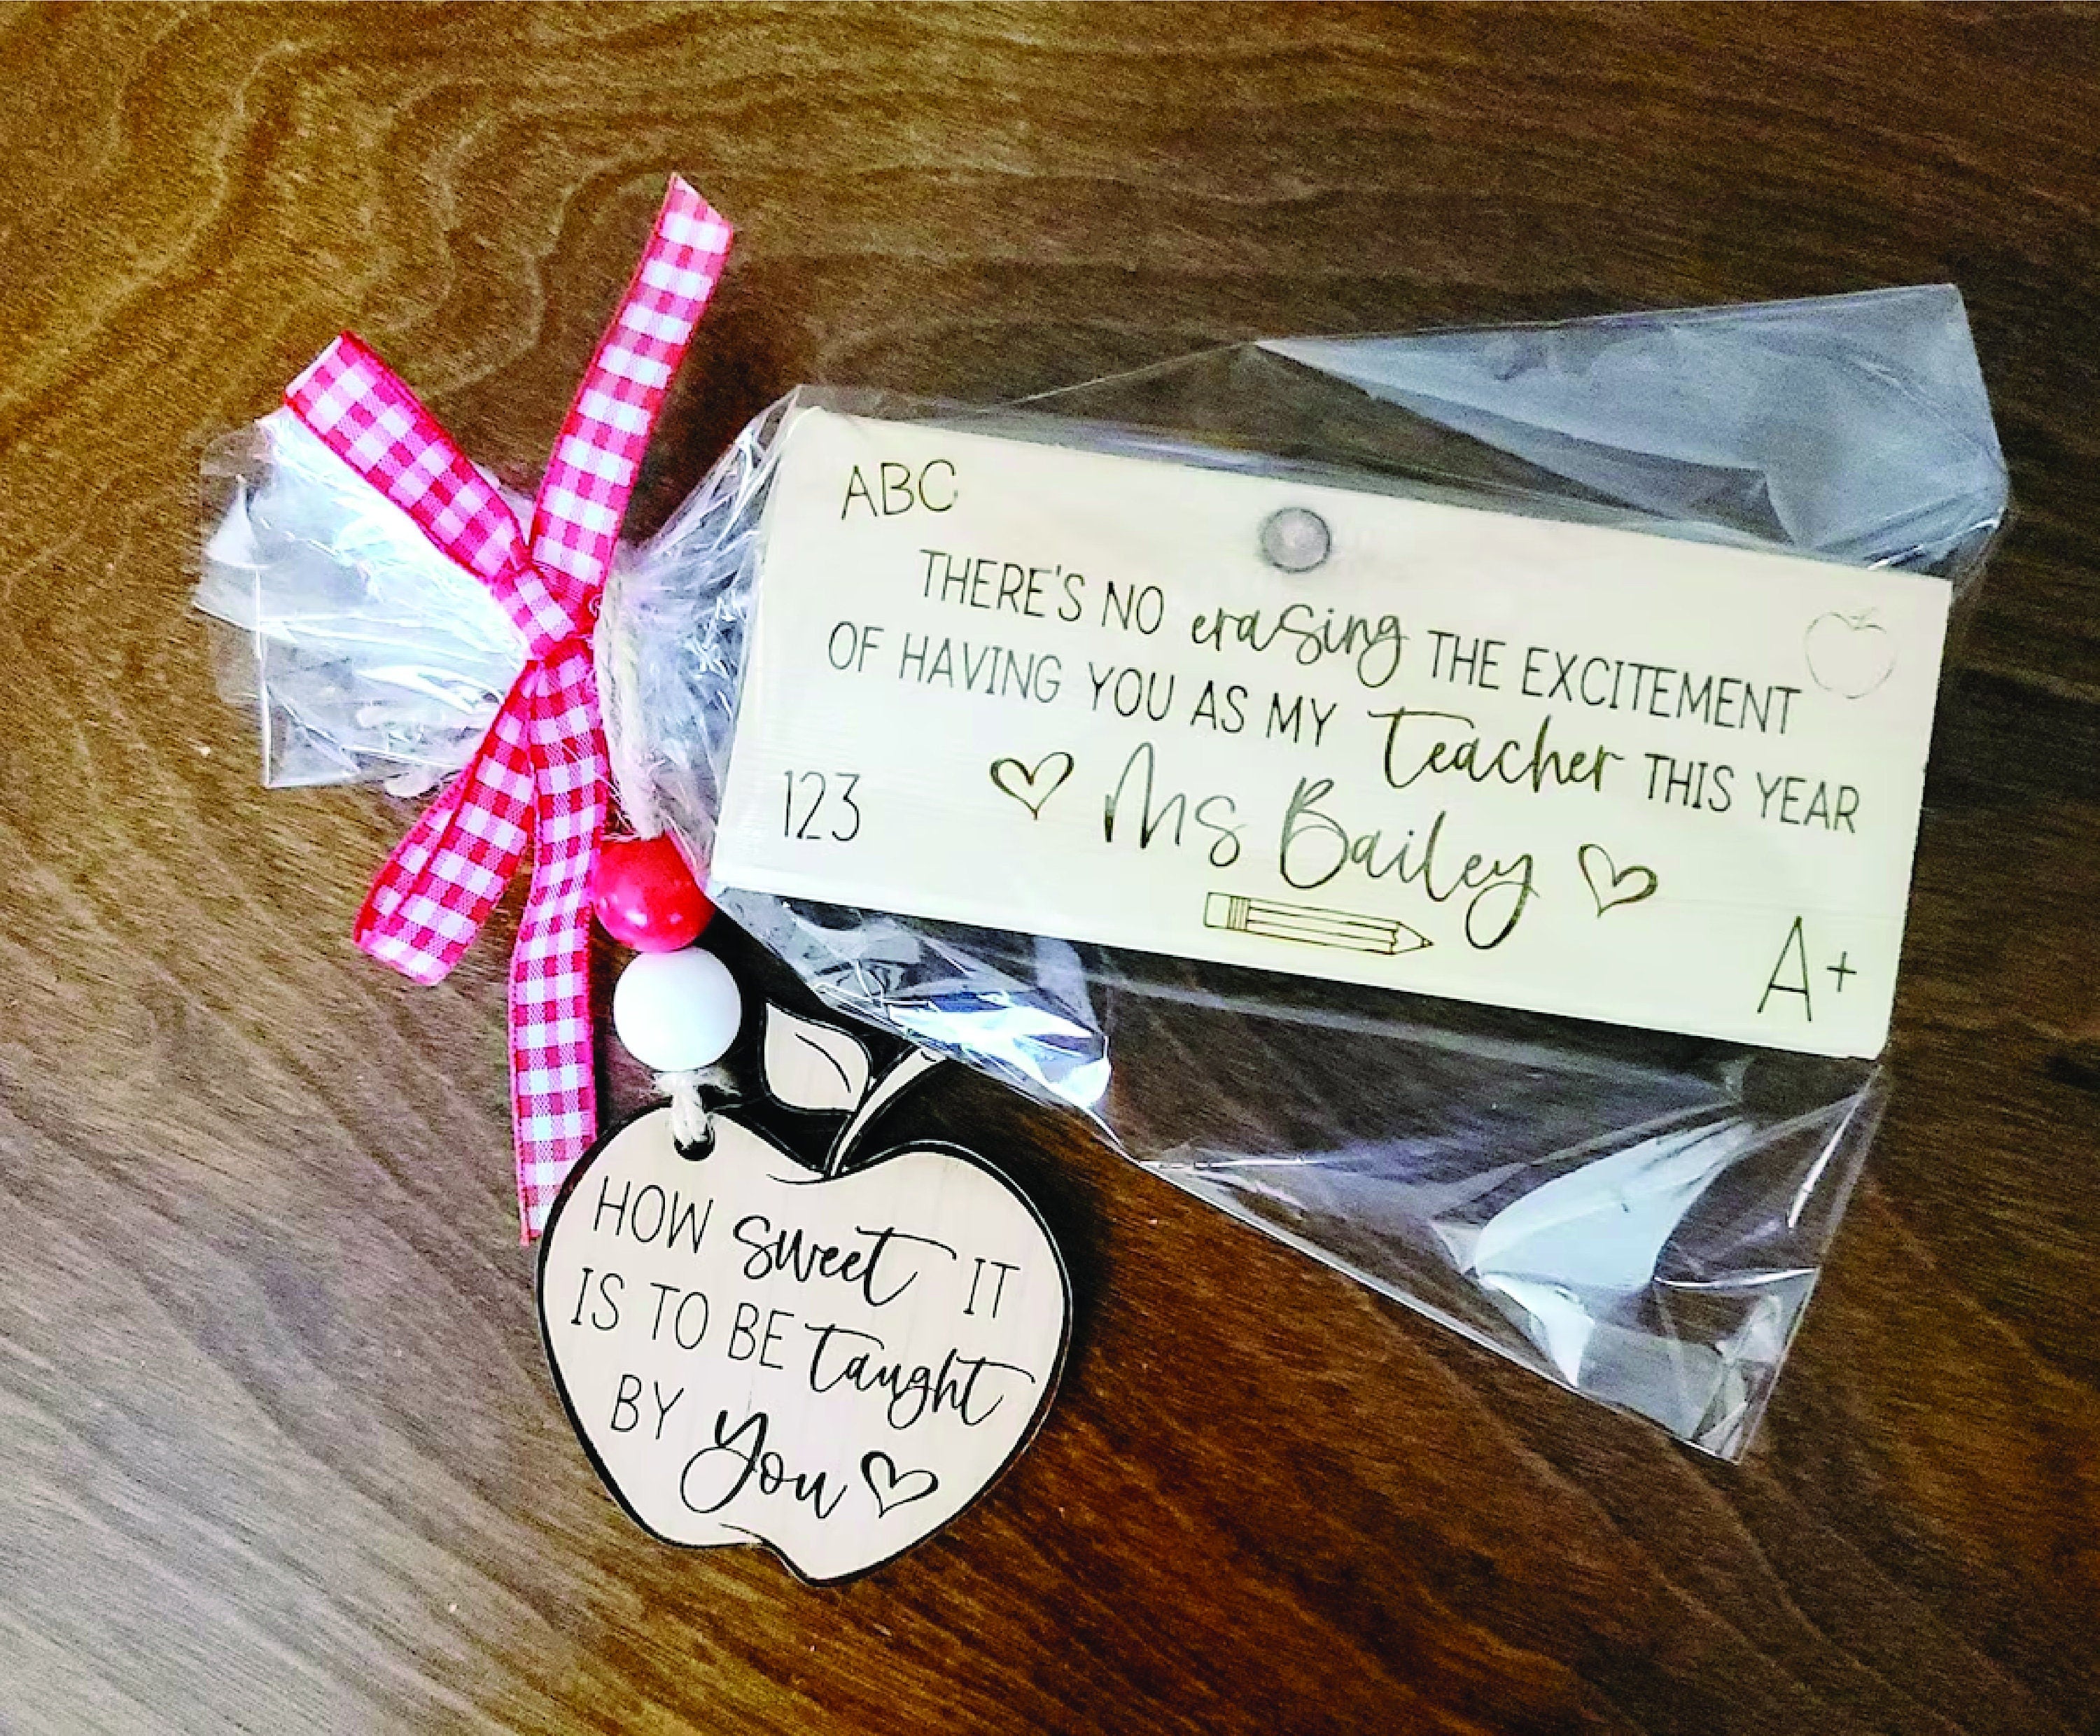 ABC
THERE'S NO erasing THE EXCITEMENT
OF HAVING YOU AS MY Teacher THIS YEAR
123
Ms Bailey
A+
HOW sweet IT
IS TO BE Taught
BY You